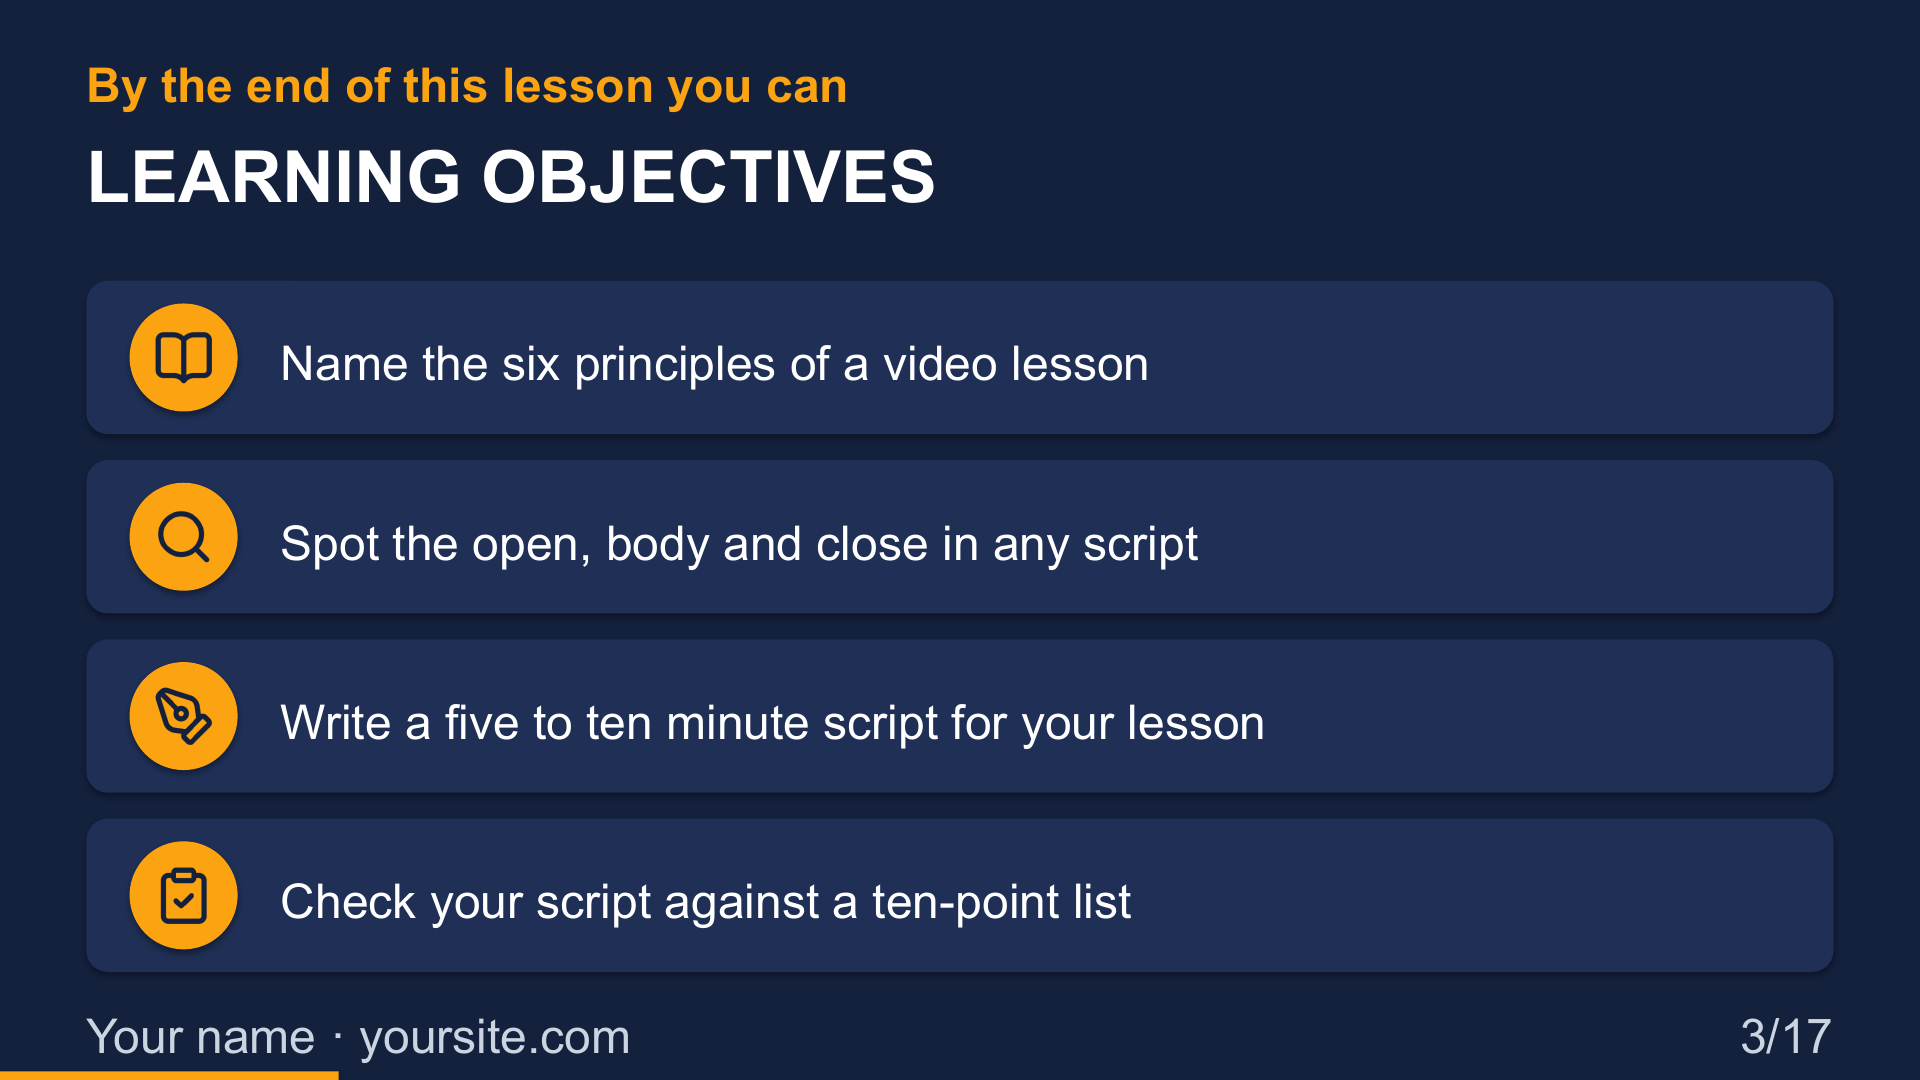 By the end of this lesson you can
LEARNING OBJECTIVES
Name the six principles of a video lesson
Spot the open, body and close in any script
Write a five to ten minute script for your lesson
Check your script against a ten-point list
Your name · yoursite.com
3/17